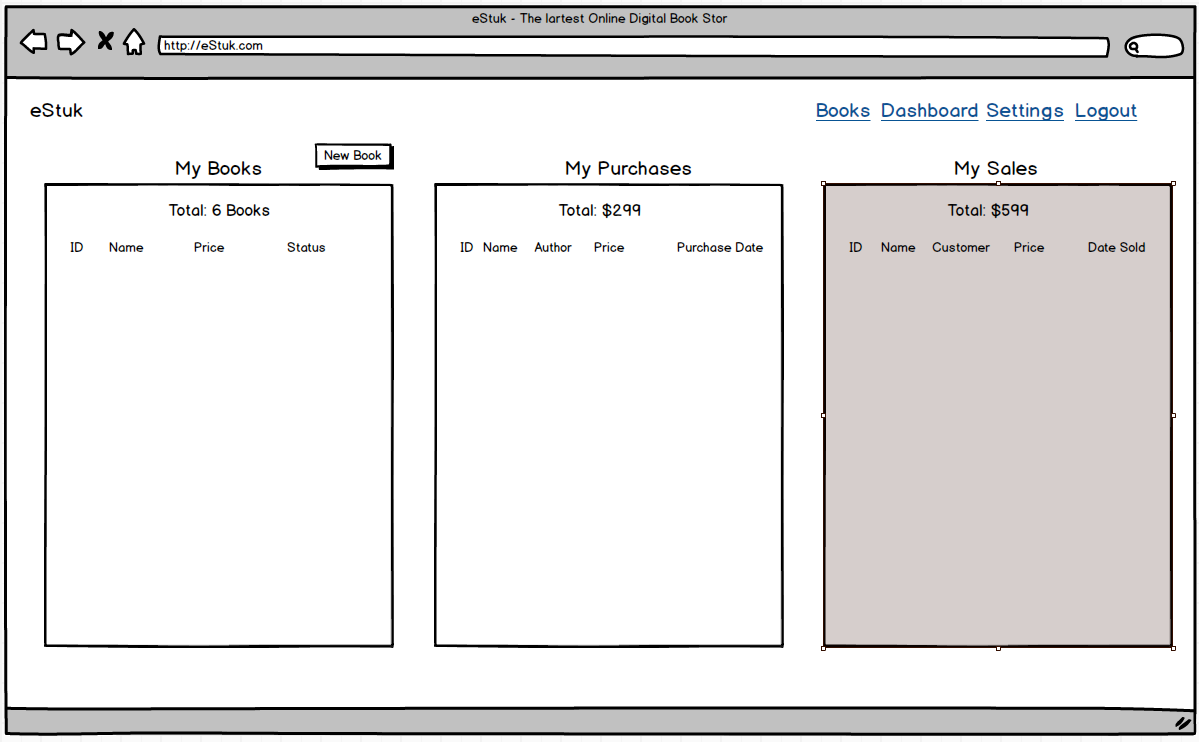 eStuk - The lartest Online Digital Book Stor
http://eStuk.com
eStuk
Books Dashboard Settings Logout
New Book
My Books
Total: 6 Books
ID Name Price Status
My Purchases
Total: $299
ID Name Author Price Purchase Date
My Sales
Total: $599
ID Name Customer Price Date Sold